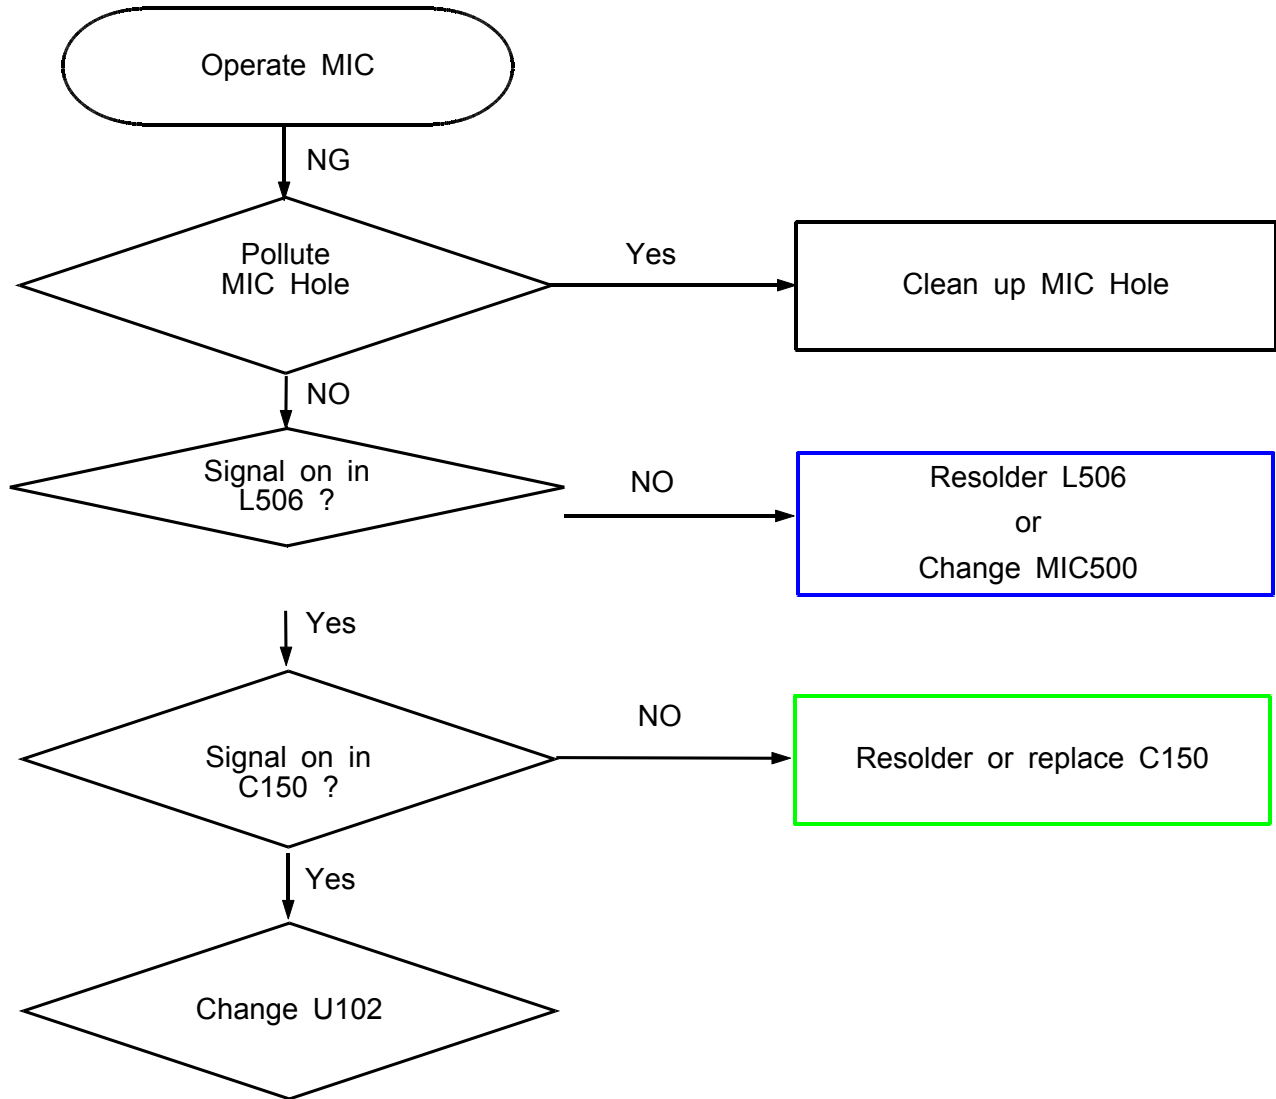 Operate MIC
NG
Pollute
MIC Hole
Yes
Clean up MIC Hole
NO
Signal on in
L506 ?
NO
Resolder L506
or
Change MIC500
Yes
Signal on in
C150 ?
NO
Resolder or replace C150
Yes
Change U102